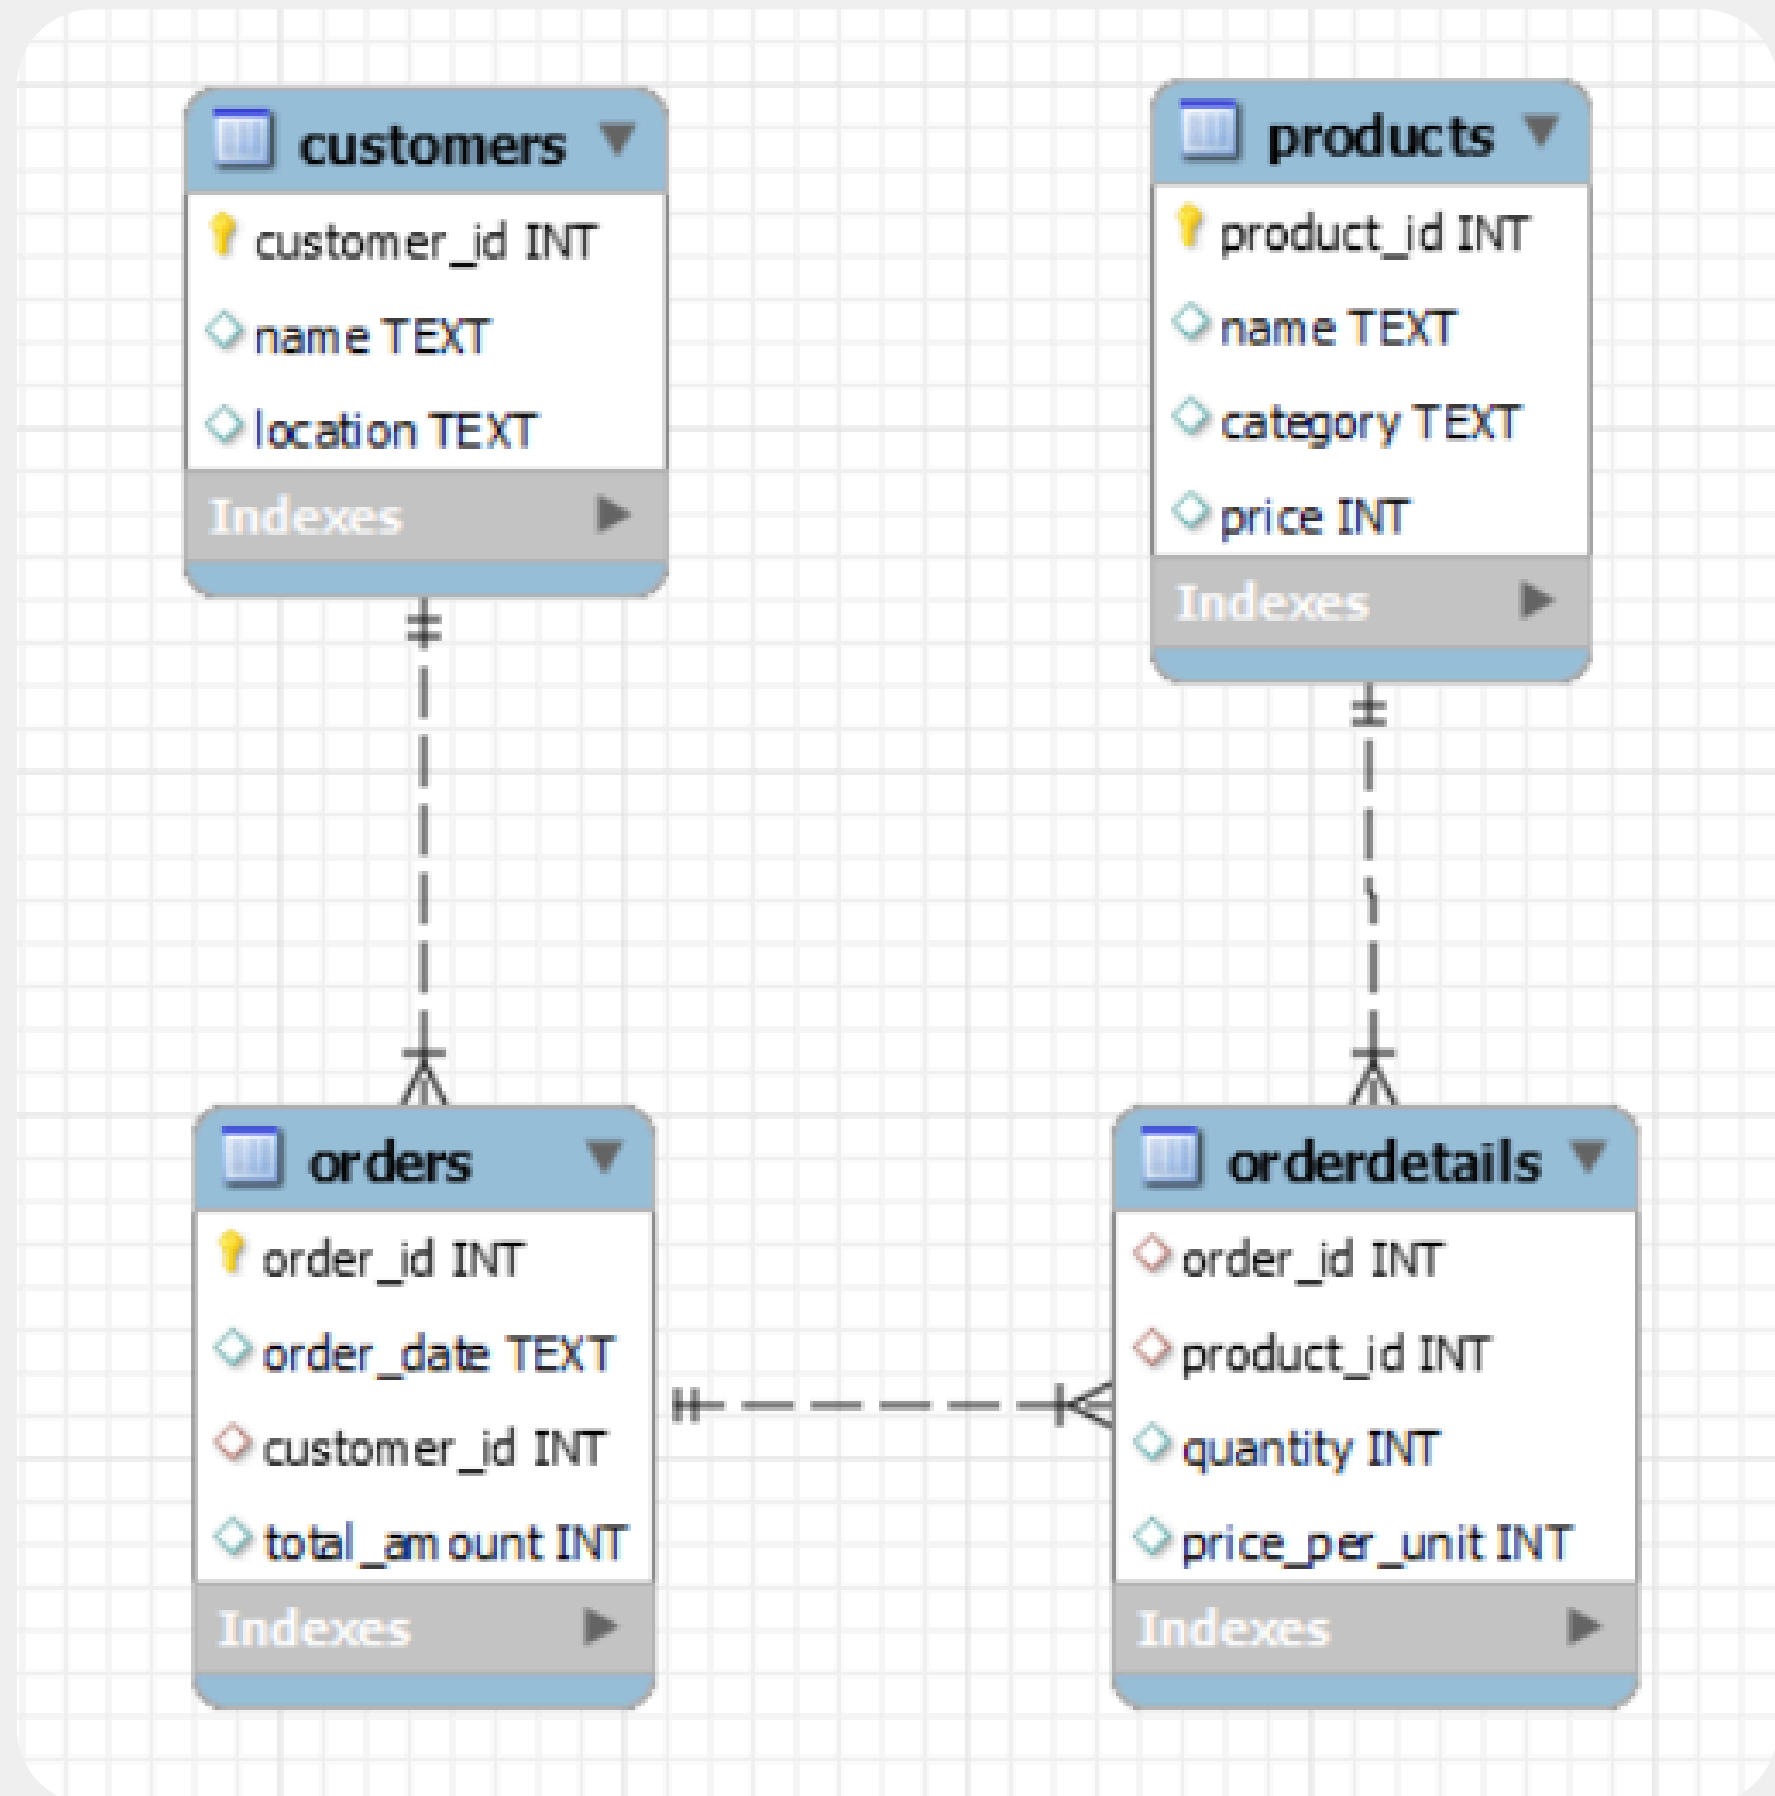 customers
customer_id INT
name TEXT
location TEXT
Indexes
products
product_id INT
name TEXT
category TEXT
price INT
Indexes
orders
order_id INT
order_date TEXT
customer_id INT
total_amount INT
Indexes
orderdetails
order_id INT
product_id INT
quantity INT
price_per_unit INT
Indexes